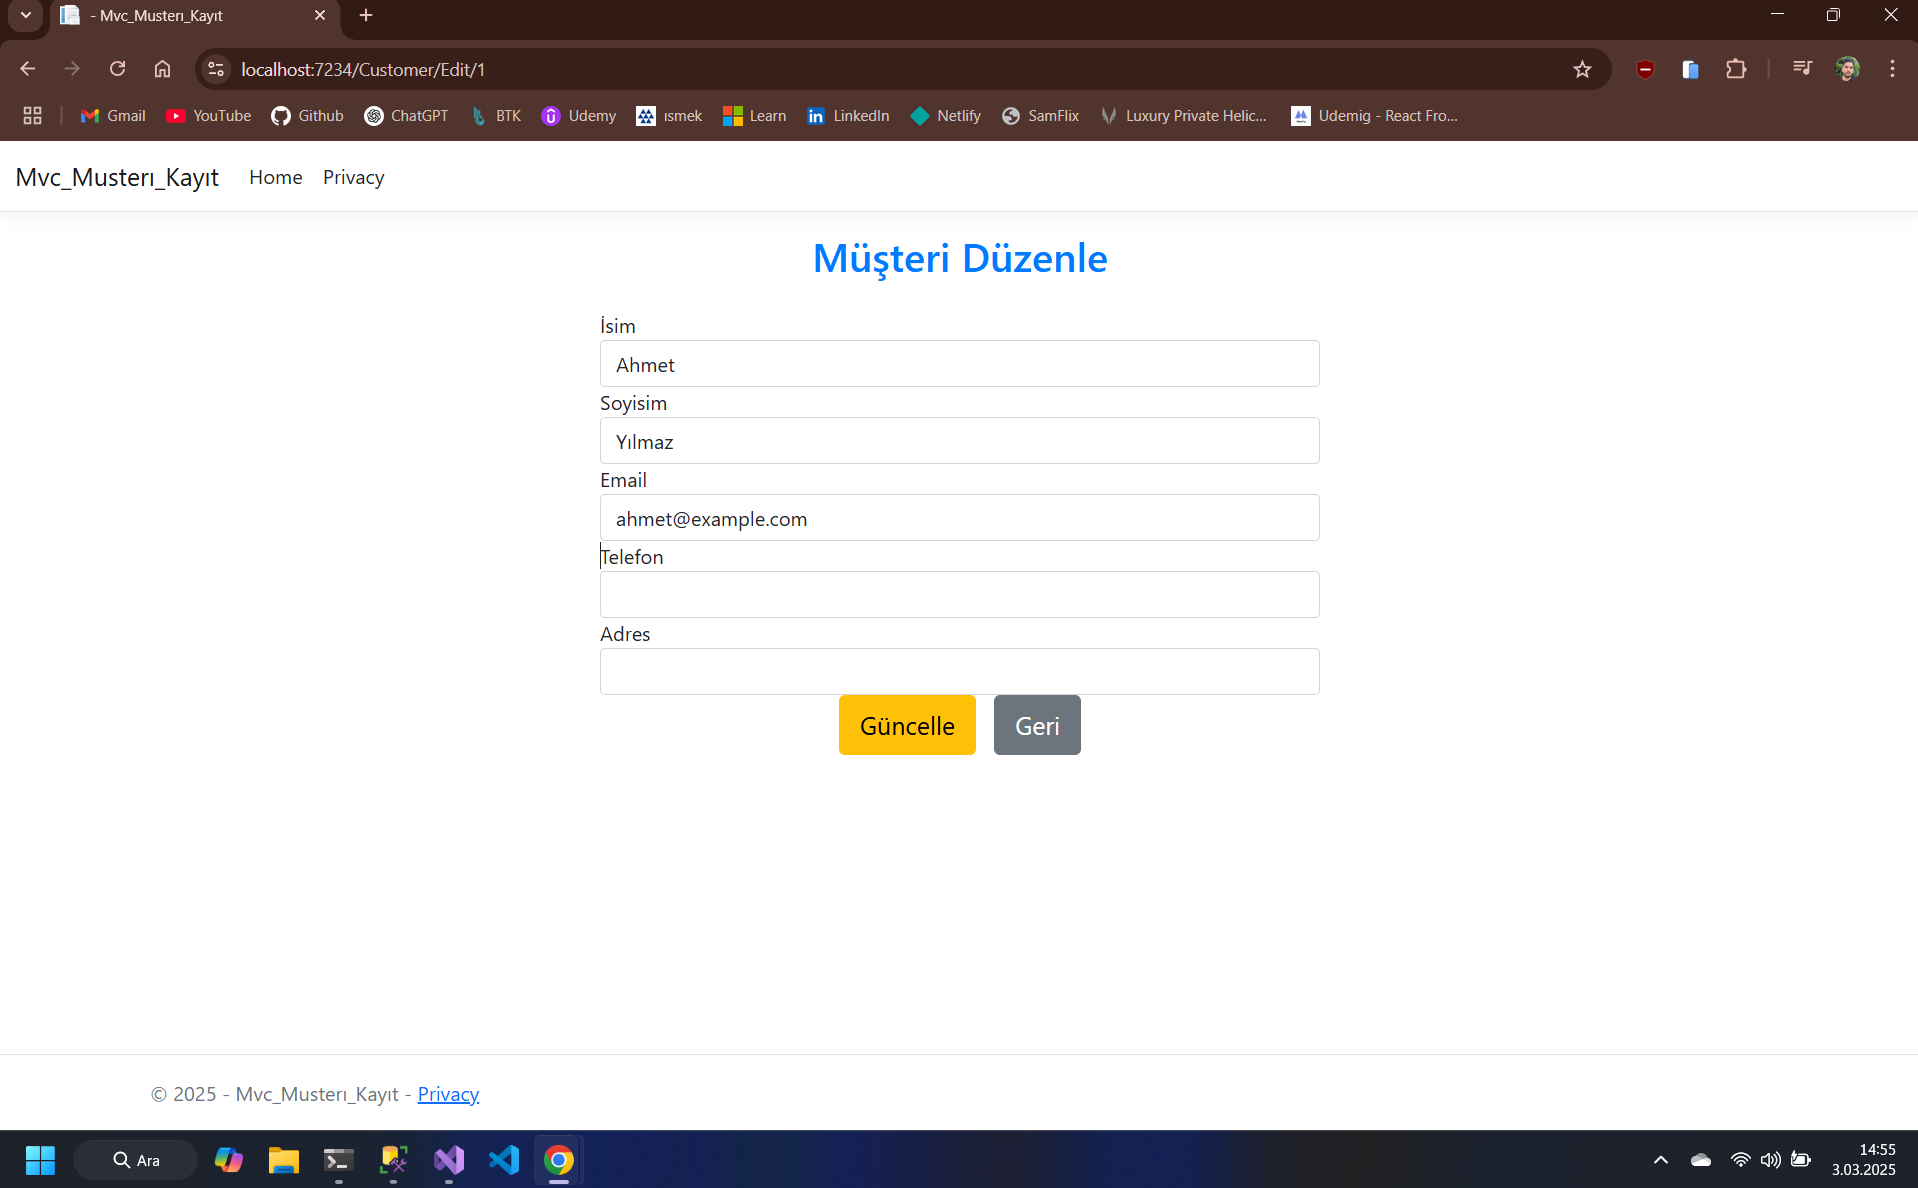 - Mvc_Musterı_Kayıt
localhost:7234/Customer/Edit/1
Gmail YouTube Github ChatGPT BTK Udemy ısmek Learn LinkedIn Netlify SamFlix Luxury Private Helic... Udemig - React Fro...
Mvc_Musterı_Kayıt Home Privacy
Müşteri Düzenle
İsim
Ahmet
Soyisim
Yılmaz
Email
ahmet@example.com
Telefon
Adres
Güncelle Geri
© 2025 - Mvc_Musterı_Kayıt - Privacy
Ara
14:55
3.03.2025